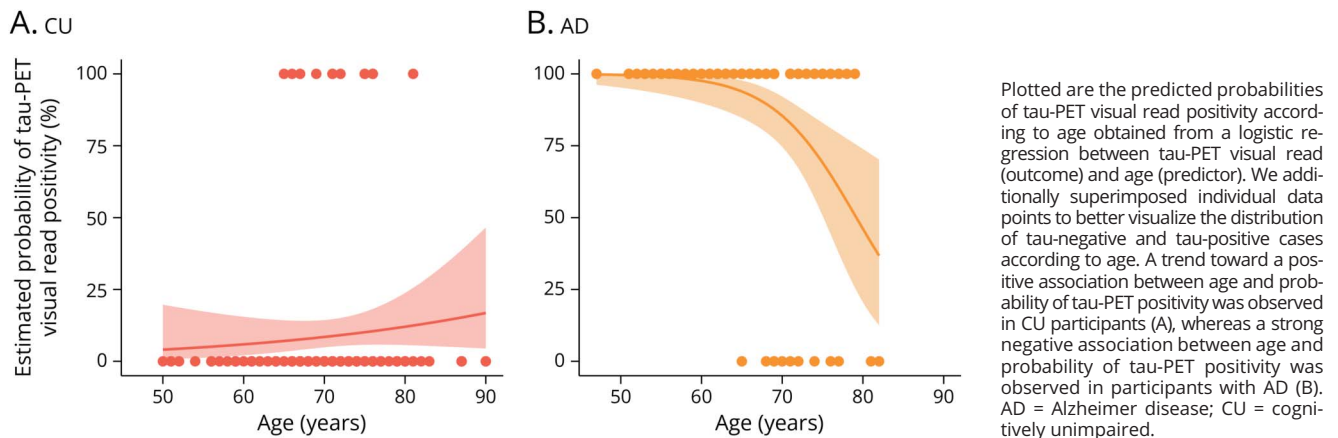 A. CU
Estimated probability of tau-PET
visual read positivity (%)
100
75
50
25
0
50
60
70
80
90
Age (years)
B. AD
100
75
50
25
0
50
60
70
80
90
Age (years)
Plotted are the predicted probabilities
of tau-PET visual read positivity accord-
ing to age obtained from a logistic re-
gression between tau-PET visual read
(outcome) and age (predictor). We addi-
tionally superimposed individual data
points to better visualize the distribution
of tau-negative and tau-positive cases
according to age. A trend toward a pos-
itive association between age and prob-
ability of tau-PET positivity was observed
in CU participants (A), whereas a strong
negative association between age and
probability of tau-PET positivity was
observed in participants with AD (B).
AD = Alzheimer disease; CU = cogni-
tively unimpaired.